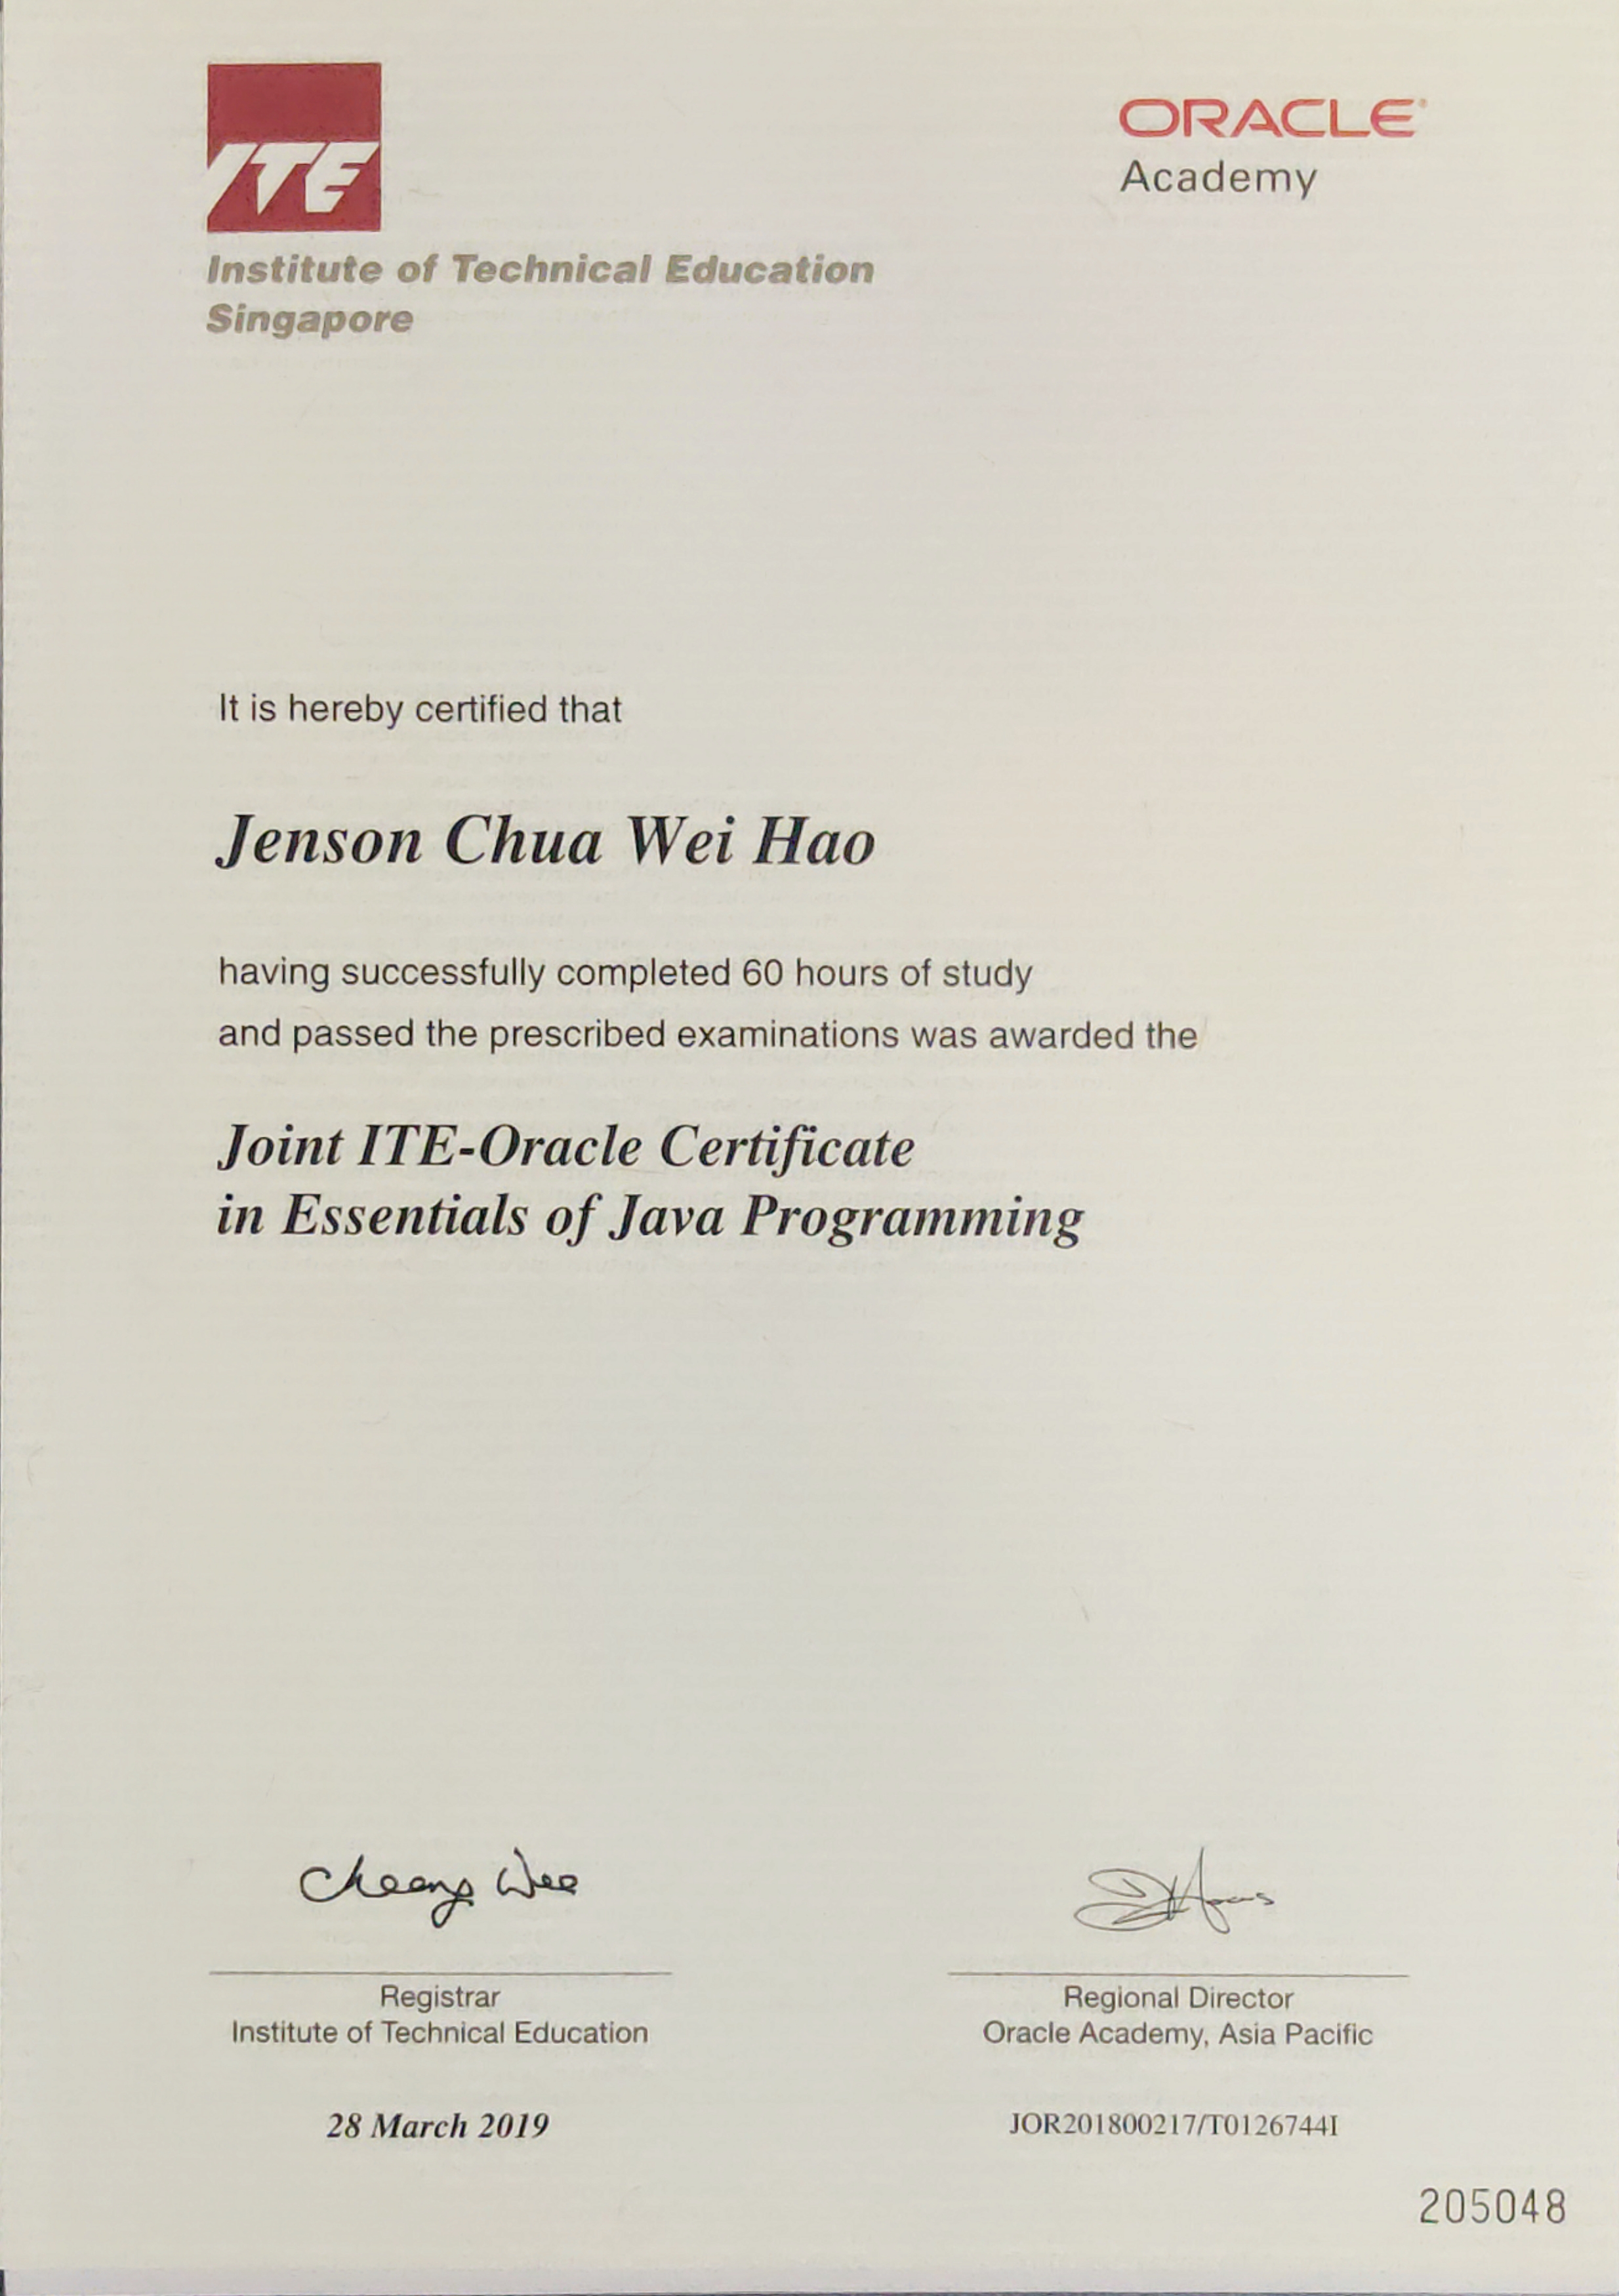 ITE
ORACLE®
Academy
Institute of Technical Education
Singapore
It is hereby certified that
Jenson Chua Wei Hao
having successfully completed 60 hours of study
and passed the prescribed examinations was awarded the
Joint ITE-Oracle Certificate
in Essentials of Java Programming
Cheong Wee
Registrar
Institute of Technical Education
Regional Director
Oracle Academy, Asia Pacific
28 March 2019
JOR201800217/T0126744I
205048